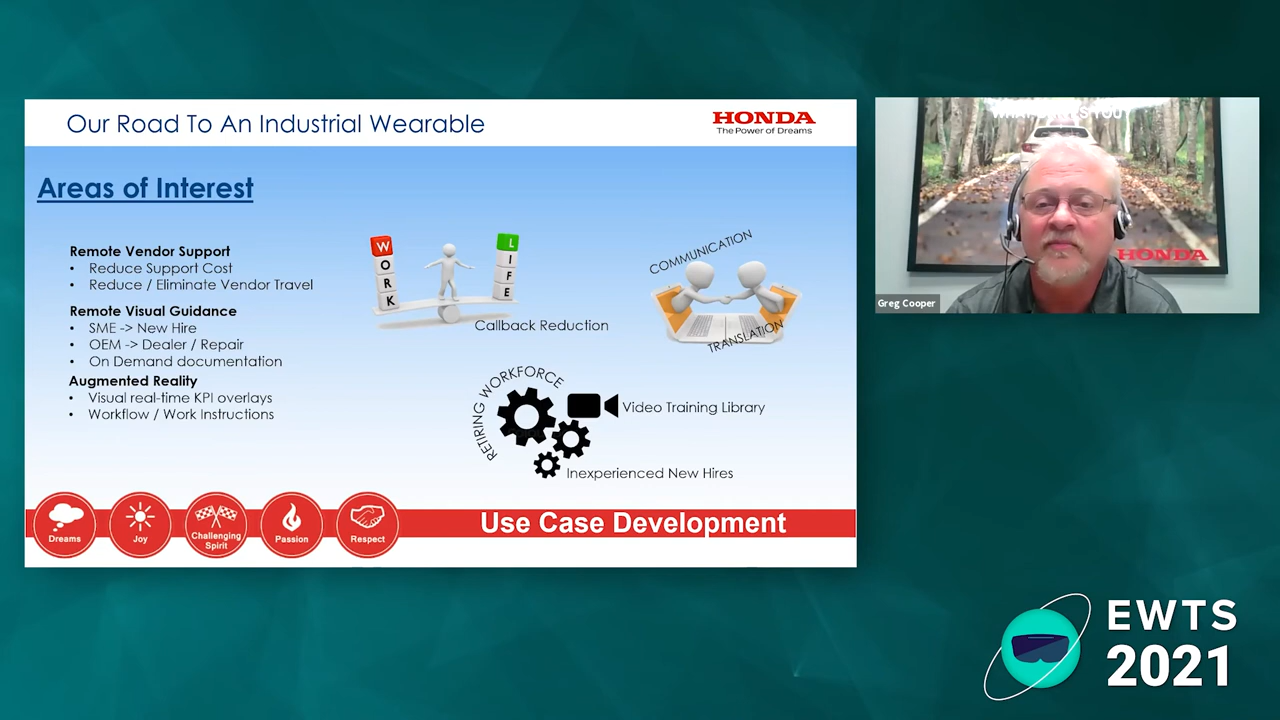 Our Road To An Industrial Wearable
HONDA
The Power of Dreams
Areas of Interest
Remote Vendor Support
• Reduce Support Cost
• Reduce / Eliminate Vendor Travel
Remote Visual Guidance
• SME -> New Hire
• OEM -> Dealer / Repair
• On Demand documentation
Augmented Reality
• Visual real-time KPI overlays
• Workflow / Work Instructions
WORK
LIFE
Callback Reduction
COMMUNICATION
TRANSLATION
RETIRING WORKFORCE
Video Training Library
Inexperienced New Hires
Dreams
Joy
Challenging
Spirit
Passion
Respect
Use Case Development
HONDA
Greg Cooper
EWTS
2021